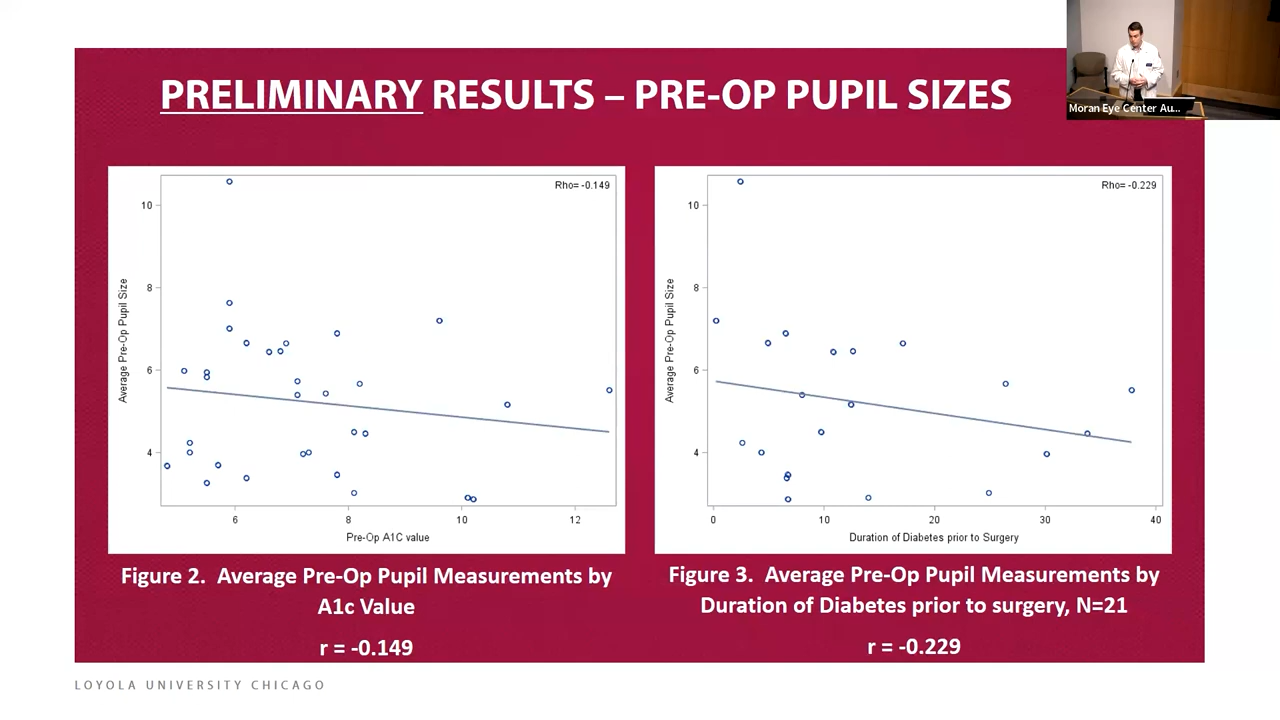 PRELIMINARY RESULTS – PRE-OP PUPIL SIZES
Moran Eye Center Au...
Rho= -0.149
10
8
6
4
Average Pre-Op Pupil Size
6
8
10
12
Pre-Op A1C value
Figure 2. Average Pre-Op Pupil Measurements by
A1c Value
r = -0.149
Rho= -0.229
10
8
6
4
Average Pre-Op Pupil Size
0
10
20
30
40
Duration of Diabetes prior to Surgery
Figure 3. Average Pre-Op Pupil Measurements by
Duration of Diabetes prior to surgery, N=21
r = -0.229
LOYOLA UNIVERSITY CHICAGO